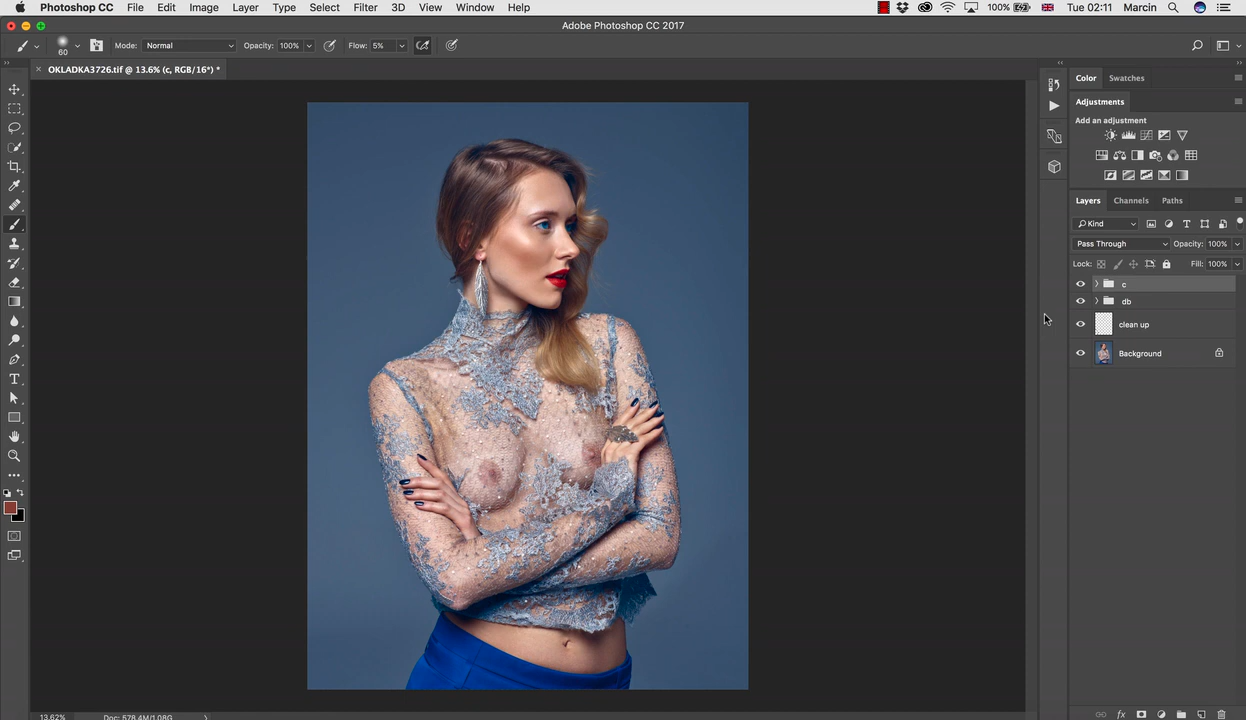 Photoshop CC File Edit Image Layer Type Select Filter 3D View Window Help 100% Tue 02:11 Marcin
Adobe Photoshop CC 2017
60 Mode: Normal Opacity: 100% Flow: 5%
× OKLADKA3726.tif @ 13.6% (c, RGB/16*) *
Color Swatches
Adjustments
Add an adjustment
Layers Channels Paths
Kind
Pass Through Opacity: 100%
Lock: Fill: 100%
c
db
clean up
Background
13.62% Doc: 578.4M/1.08G